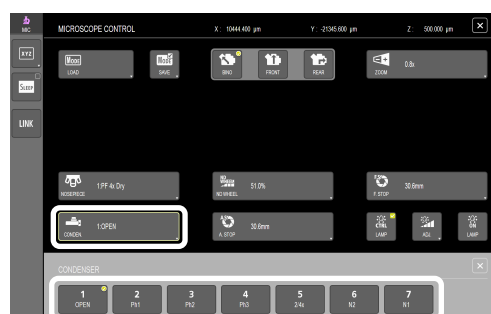 MIC
MICROSCOPE CONTROL
X : 10444.400 µm
Y : -21345.600 µm
Z : 500.000 µm
XYZ
SLEEP
LINK
MODE
LOAD
MODE
SAVE
BINO
FRONT
REAR
ZOOM
0.8x
NOSEPIECE
1:PF 4x Dry
ND WHEEL
51.0%
F. STOP
30.6mm
CONDEN.
1:OPEN
A. STOP
30.6mm
CTRL
LAMP
ADJ.
ON
LAMP
CONDENSER
1
OPEN
2
Ph1
3
Ph2
4
Ph3
5
2/4x
6
N2
7
N1